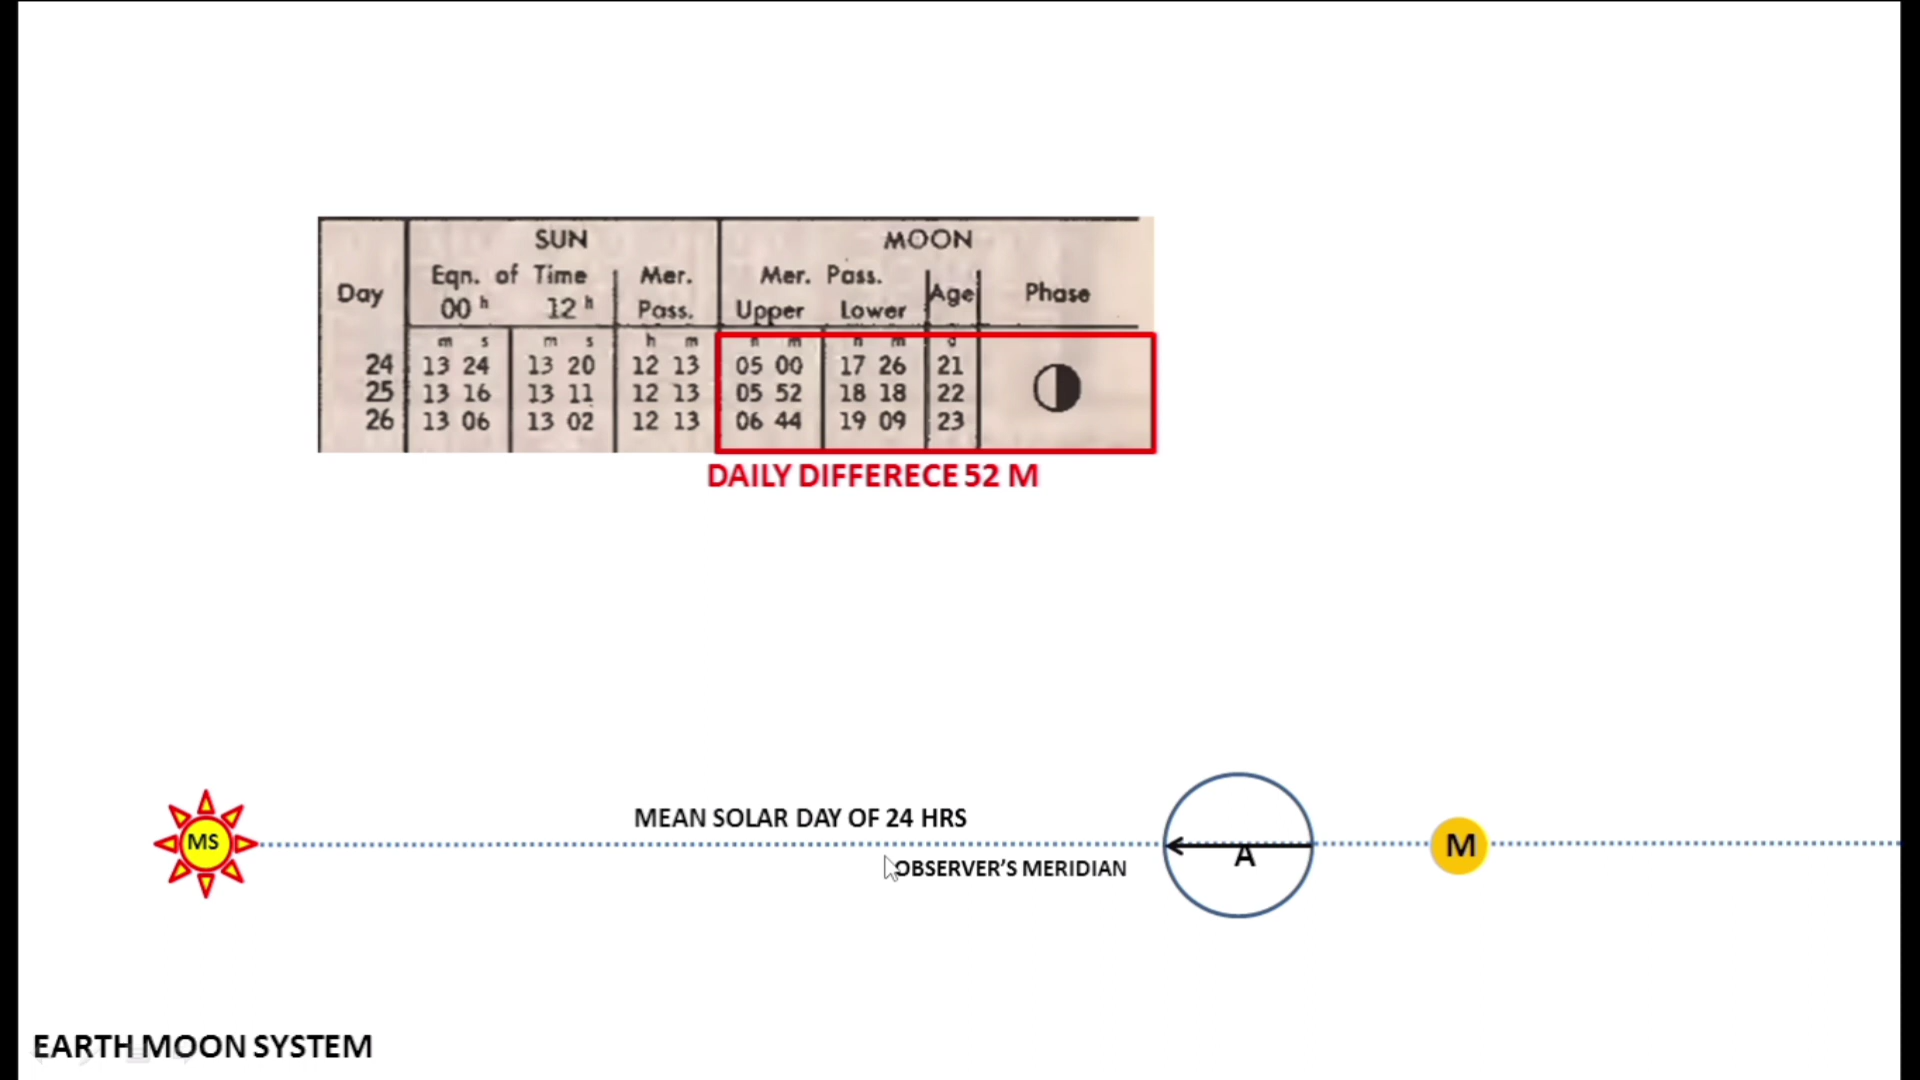 SUN MOON
Eqn. of Time Mer. Mer. Pass.
Day 00 h 12 h Pass. Upper Lower Age Phase
m s m s h m h m h m d
24 13 24 13 20 12 13 05 00 17 26 21
25 13 16 13 11 12 13 05 52 18 18 22
26 13 06 13 02 12 13 06 44 19 09 23
DAILY DIFFERECE 52 M
MEAN SOLAR DAY OF 24 HRS
MS
OBSERVER'S MERIDIAN
A
M
EARTH MOON SYSTEM